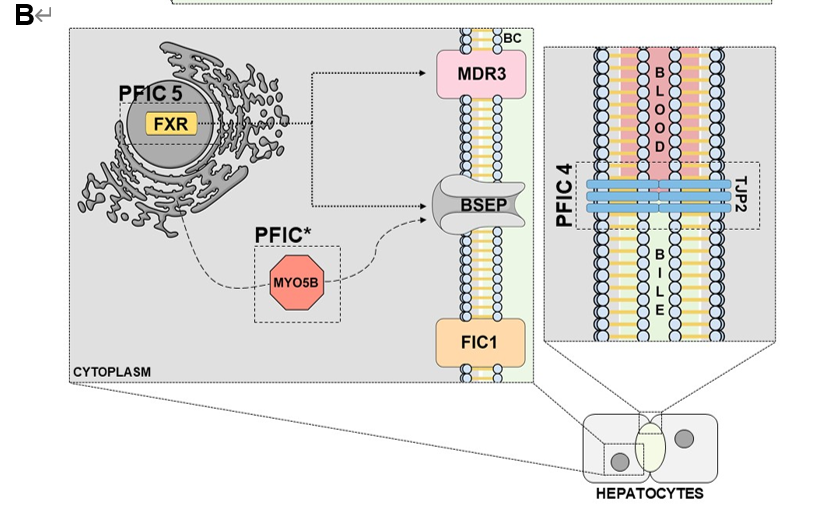 B↵
BC
MDR3
PFIC 5
FXR
BSEP
PFIC*
MYO5B
FIC1
CYTOPLASM
BLOOD
PFIC 4
TJP2
BILE
HEPATOCYTES